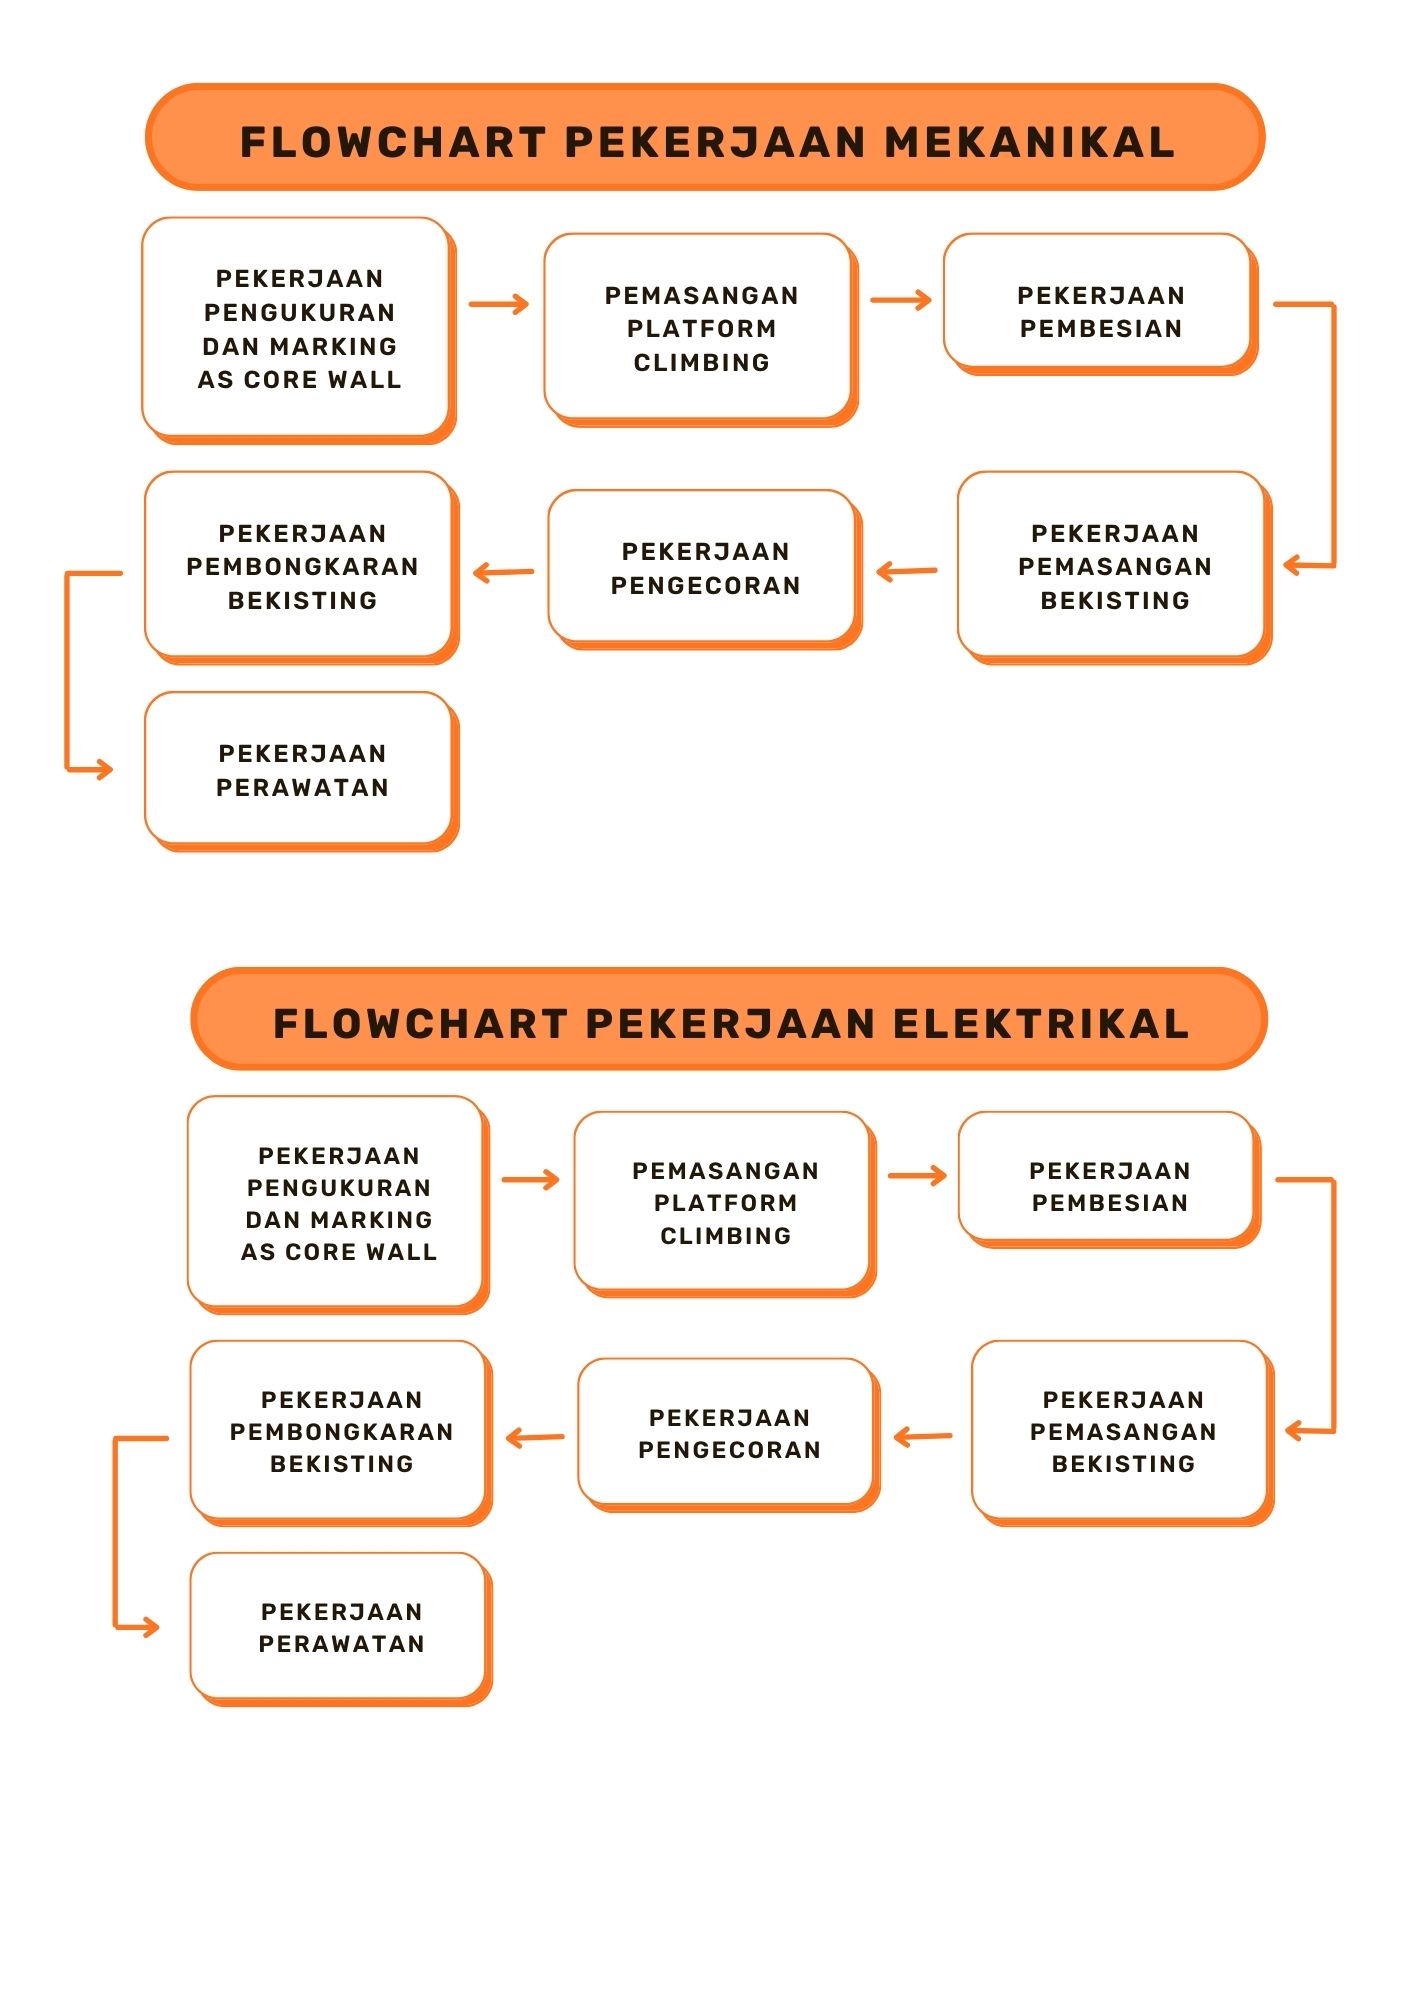 FLOWCHART PEKERJAAN MEKANIKAL
PEKERJAAN
PENGUKURAN
DAN MARKING
AS CORE WALL
PEMASANGAN
PLATFORM
CLIMBING
PEKERJAAN
PEMBESIAN
PEKERJAAN
PEMASANGAN
BEKISTING
PEKERJAAN
PENGECORAN
PEKERJAAN
PEMBONGKARAN
BEKISTING
PEKERJAAN
PERAWATAN
FLOWCHART PEKERJAAN ELEKTRIKAL
PEKERJAAN
PENGUKURAN
DAN MARKING
AS CORE WALL
PEMASANGAN
PLATFORM
CLIMBING
PEKERJAAN
PEMBESIAN
PEKERJAAN
PEMASANGAN
BEKISTING
PEKERJAAN
PENGECORAN
PEKERJAAN
PEMBONGKARAN
BEKISTING
PEKERJAAN
PERAWATAN